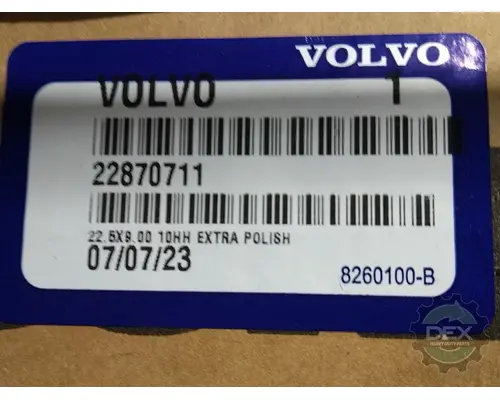 VOLVO
VOLVO 1
22870711
22.5X9.00 10HH EXTRA POLISH
07/07/23
8260100-B
DEX